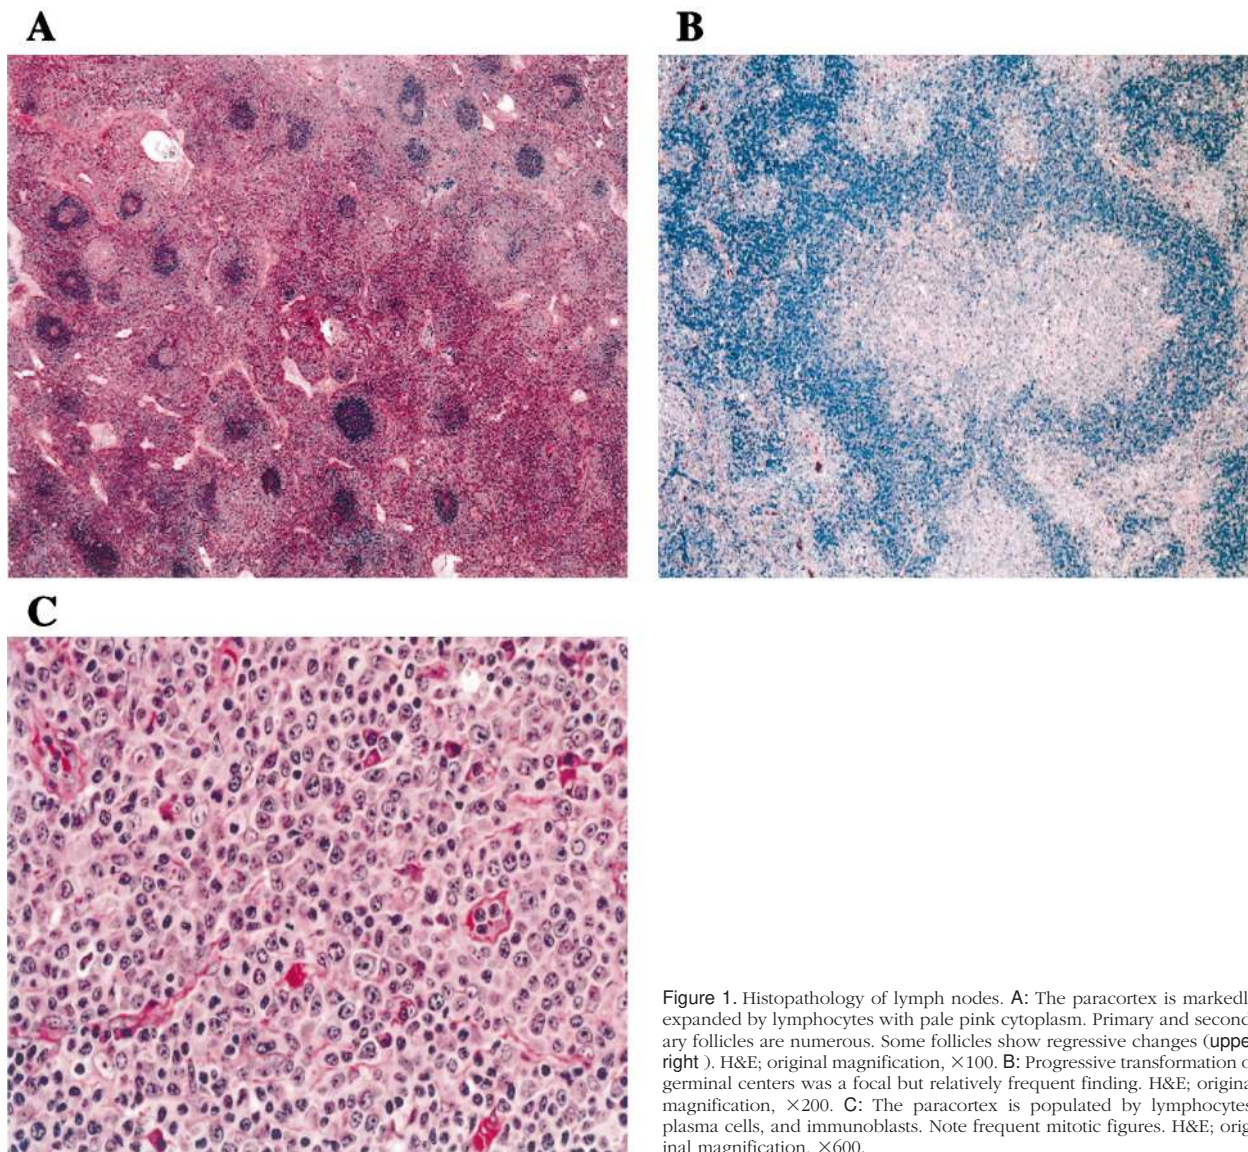 A
B
C
Figure 1. Histopathology of lymph nodes. A: The paracortex is markedl
expanded by lymphocytes with pale pink cytoplasm. Primary and second
ary follicles are numerous. Some follicles show regressive changes (uppe
right ). H&E; original magnification, ×100. B: Progressive transformation o
germinal centers was a focal but relatively frequent finding. H&E; origina
magnification, ×200. C: The paracortex is populated by lymphocytes
plasma cells, and immunoblasts. Note frequent mitotic figures. H&E; orig
inal magnification, ×600.